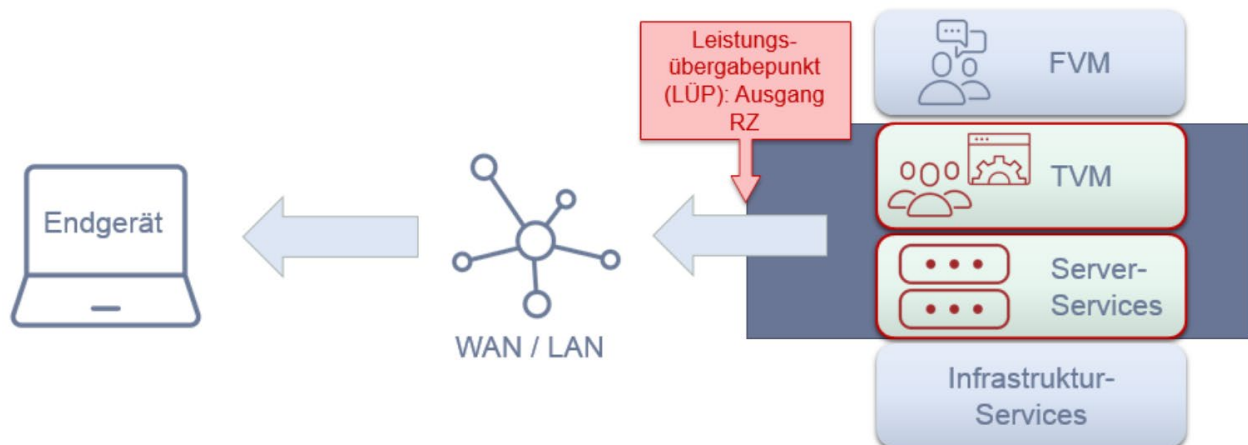 Leistungs-
übergabepunkt
(LÜP): Ausgang
RZ
FVM
TVM
Server-
Services
Infrastruktur-
Services
WAN / LAN
Endgerät